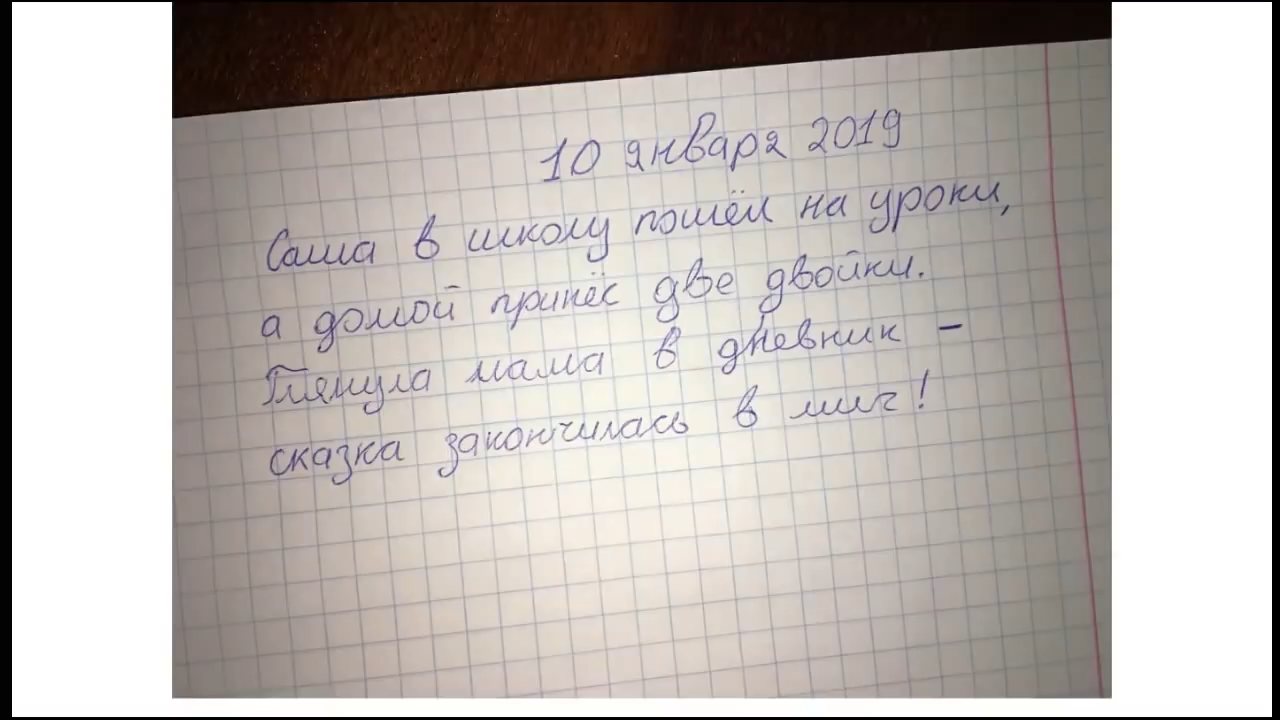 10 января 2019
Саша в школу пошёл на уроки,
а домой принёс две двойки.
Глянула мама в дневник -
сказка закончилась в миг!